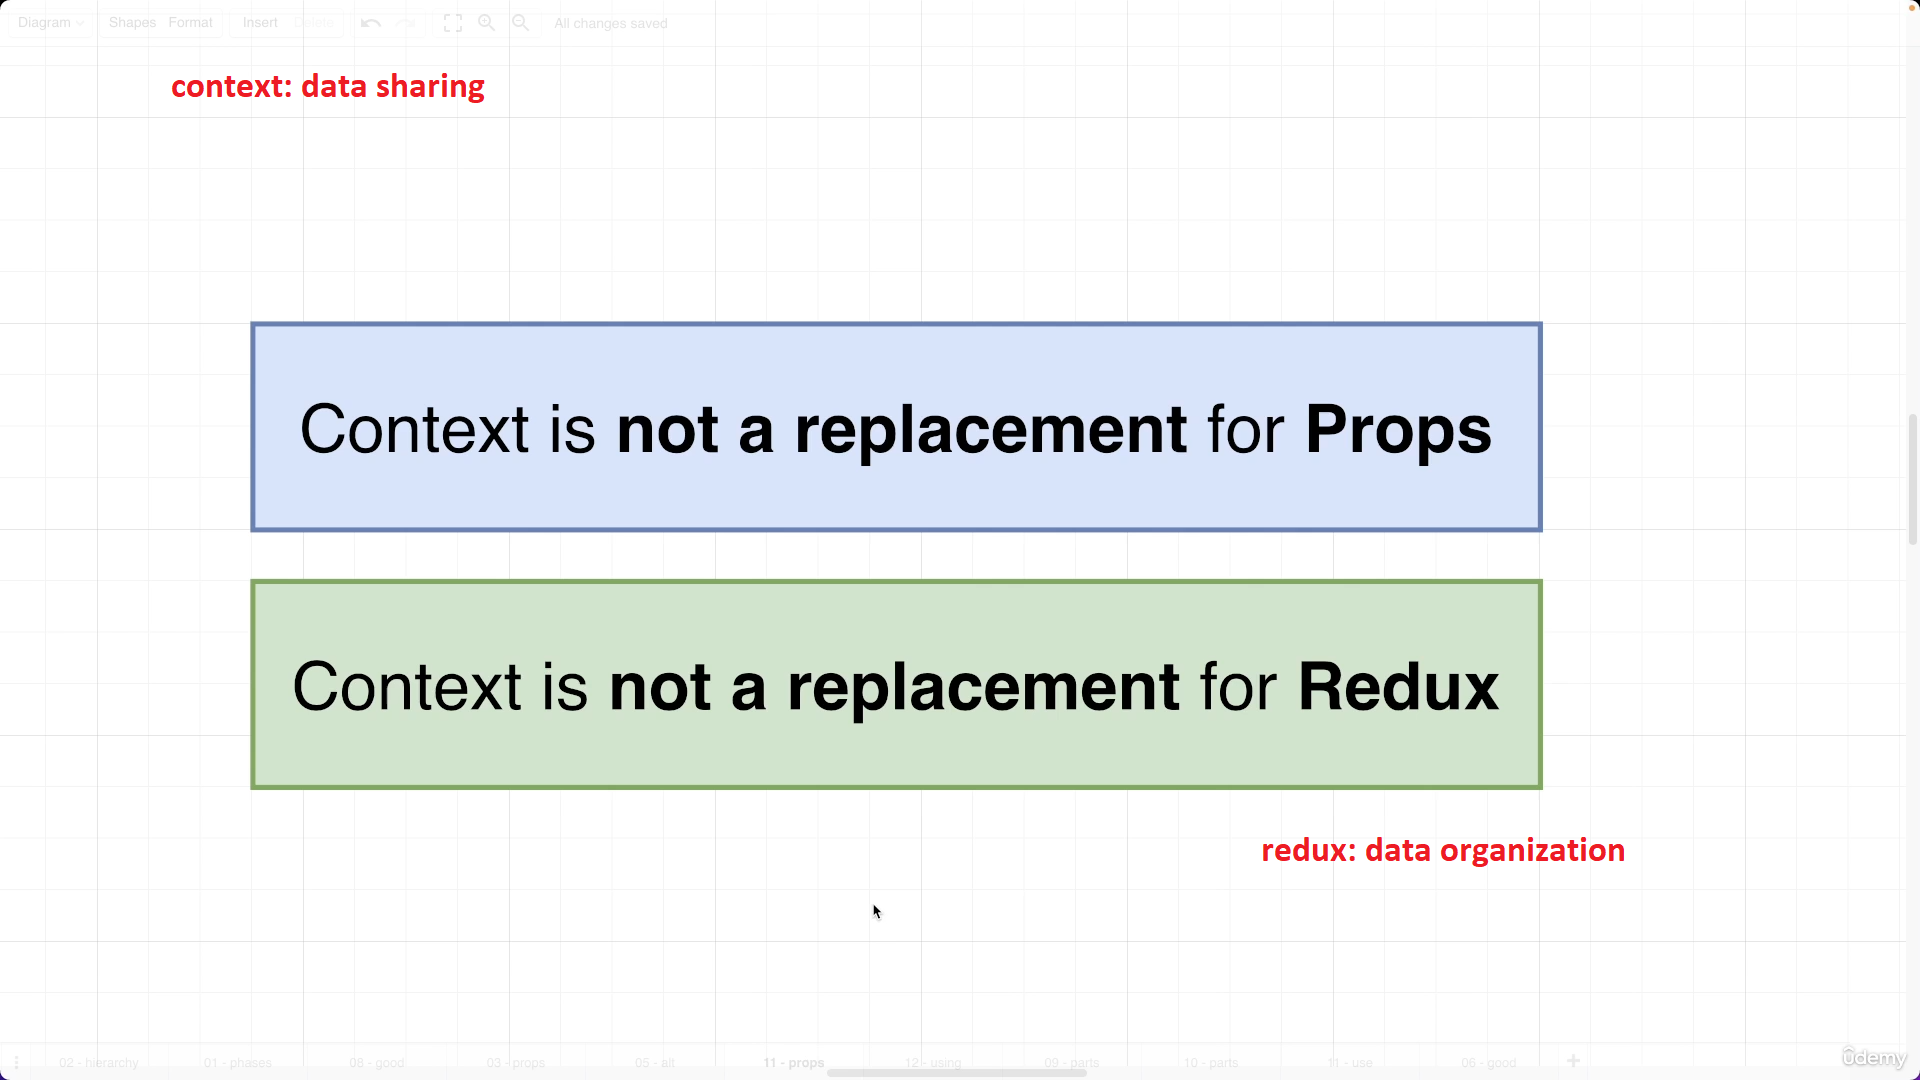 Diagram Shapes Format Insert Delete All changes saved
context: data sharing
Context is not a replacement for Props
Context is not a replacement for Redux
redux: data organization
02 - hierarchy 01 - phases 08 - good 03 - props 05 - all 11 - props 12 - using 09 - parts 10 - parts 11 - use 06 - good
ûdemy